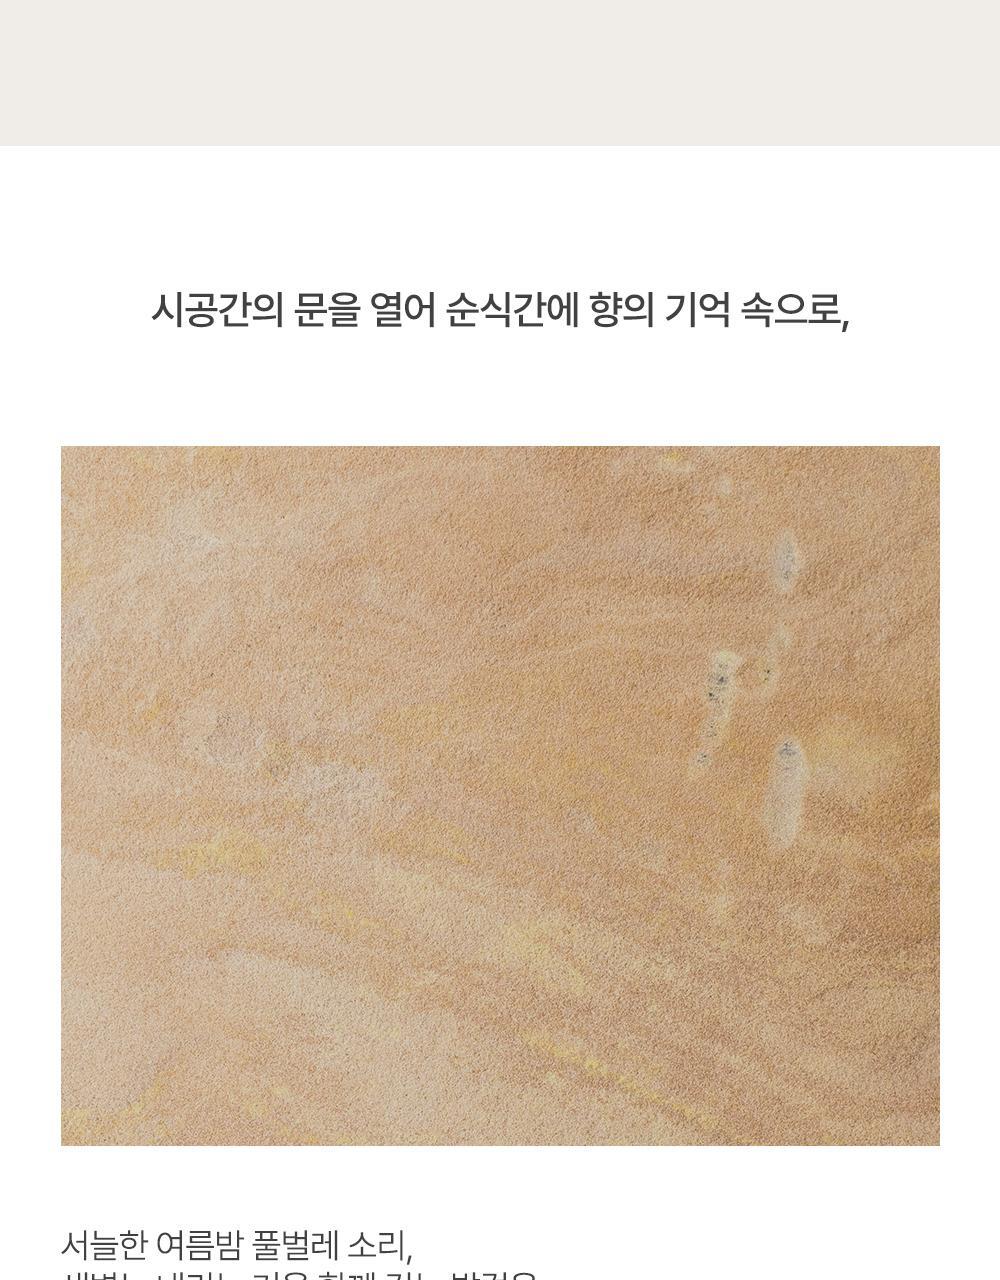 시공간의 문을 열어 순식간에 향의 기억 속으로,
서늘한 여름밤 풀벌레 소리,